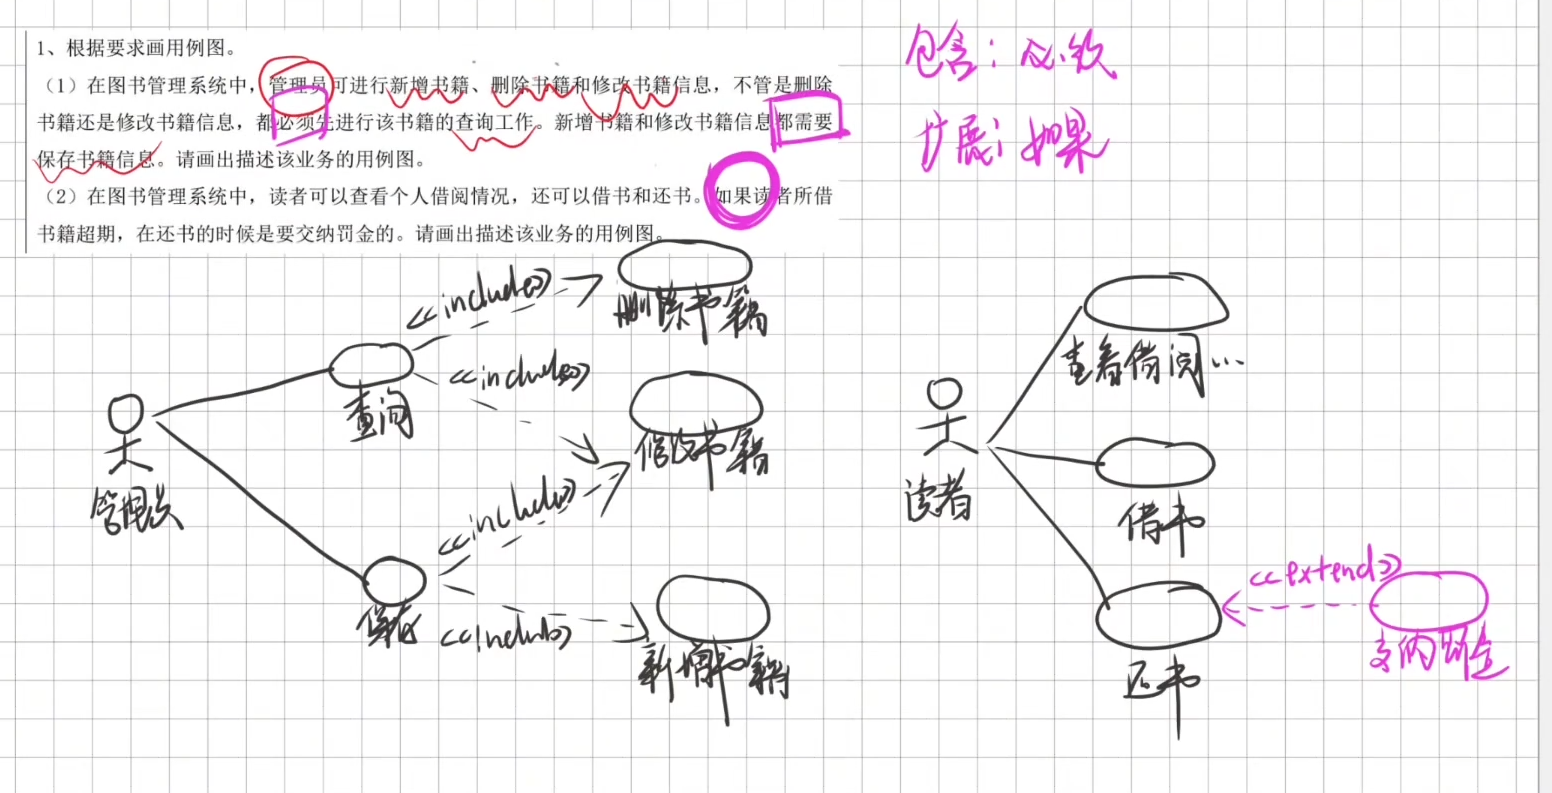 1、根据要求画用例图。
（1）在图书管理系统中，管理员可进行新增书籍、删除书籍和修改书籍信息，不管是删除
书籍还是修改书籍信息，都必须先进行该书籍的查询工作。新增书籍和修改书籍信息都需要
保存书籍信息。请画出描述该业务的用例图。
（2）在图书管理系统中，读者可以查看个人借阅情况，还可以借书和还书。如果读者所借
书籍超期，在还书的时候是要交纳罚金的。请画出描述该业务的用例图。
包含：必须
扩展：如果
<<include>>
删除书籍
<<include>>
查询
修改书籍
管理员
<<include>>
保存
<<include>>
新增书籍
查看借阅...
读者
借书
<<extend>>
还书
交纳罚金